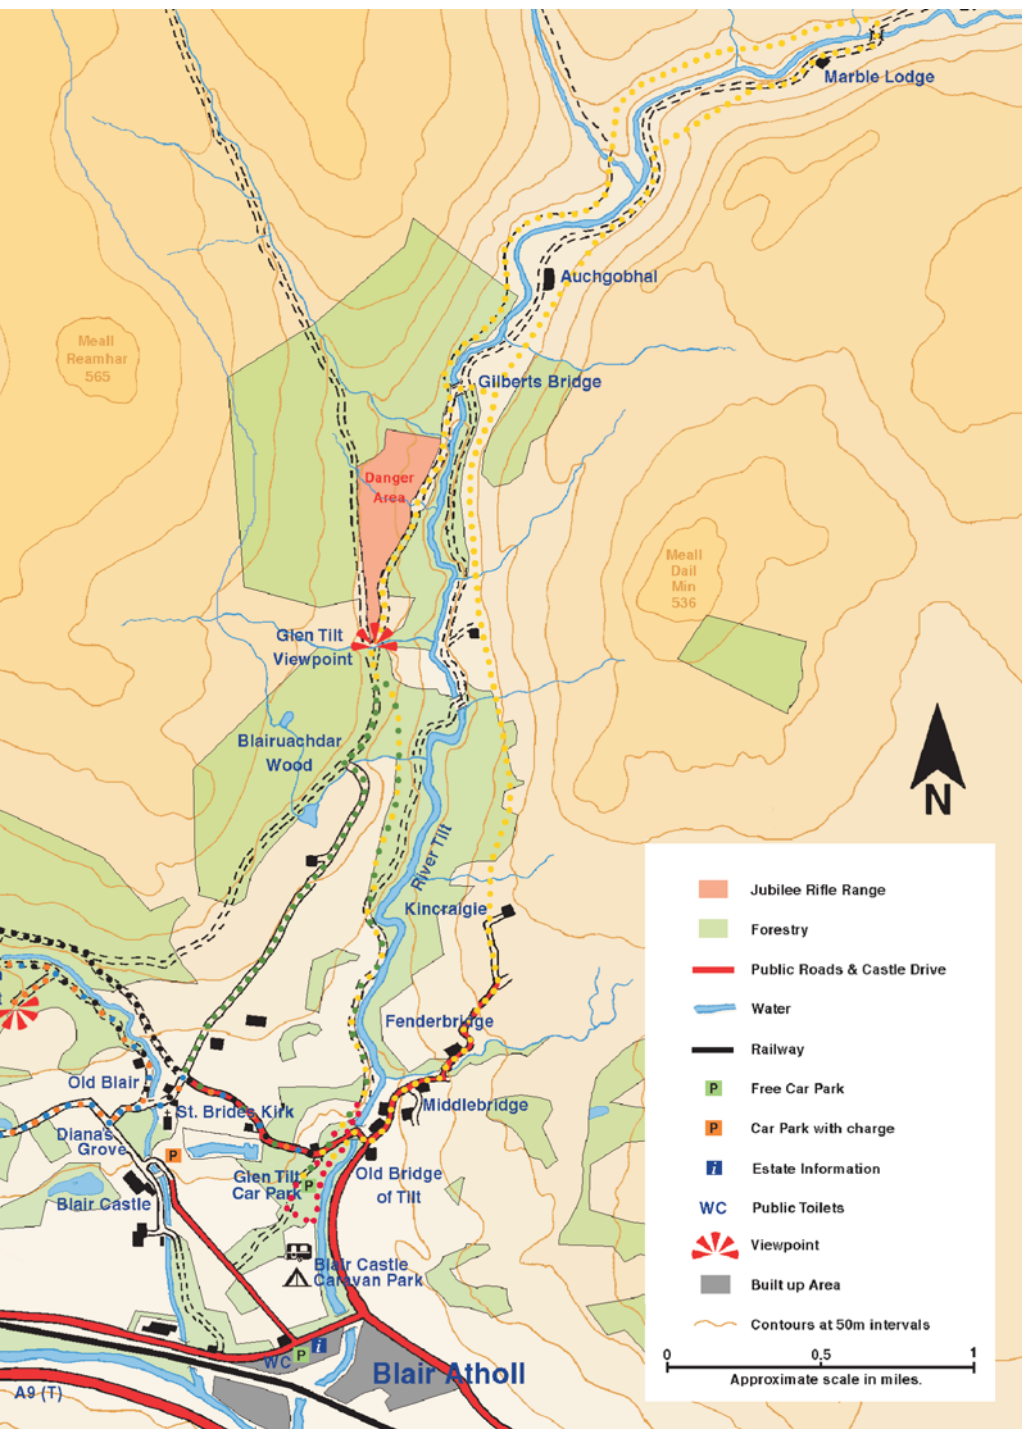 Marble Lodge
Auchgobhal
Meall
Reamhar
565
Gilberts Bridge
Danger
Area
Meall
Dail
Min
536
Glen Tilt
Viewpoint
Blairuachdar
Wood
N
River Tilt
Kincraigie
Fenderbridge
Old Blair
Middlebridge
St. Brides Kirk
Diana's
Grove
P
Glen Tilt
Car Park
P
Old Bridge
of Tilt
Blair Castle
Blair Castle
Caravan Park
WC
P
i
Blair Atholl
A9 (T)
Jubilee Rifle Range
Forestry
Public Roads & Castle Drive
Water
Railway
P Free Car Park
P Car Park with charge
i Estate Information
WC Public Toilets
Viewpoint
Built up Area
Contours at 50m intervals
0 0.5 1
Approximate scale in miles.